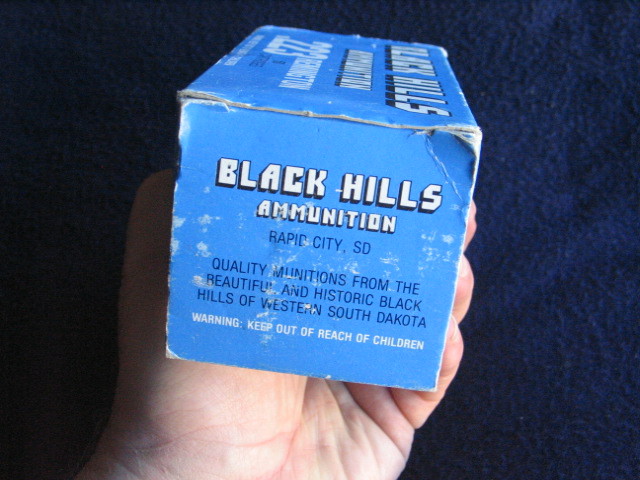 BLACK HILLS
AMMUNITION
RAPID CITY, SD
QUALITY MUNITIONS FROM THE
BEAUTIFUL AND HISTORIC BLACK
HILLS OF WESTERN SOUTH DAKOTA
WARNING: KEEP OUT OF REACH OF CHILDREN
BLACK HILLS
AMMUNITION